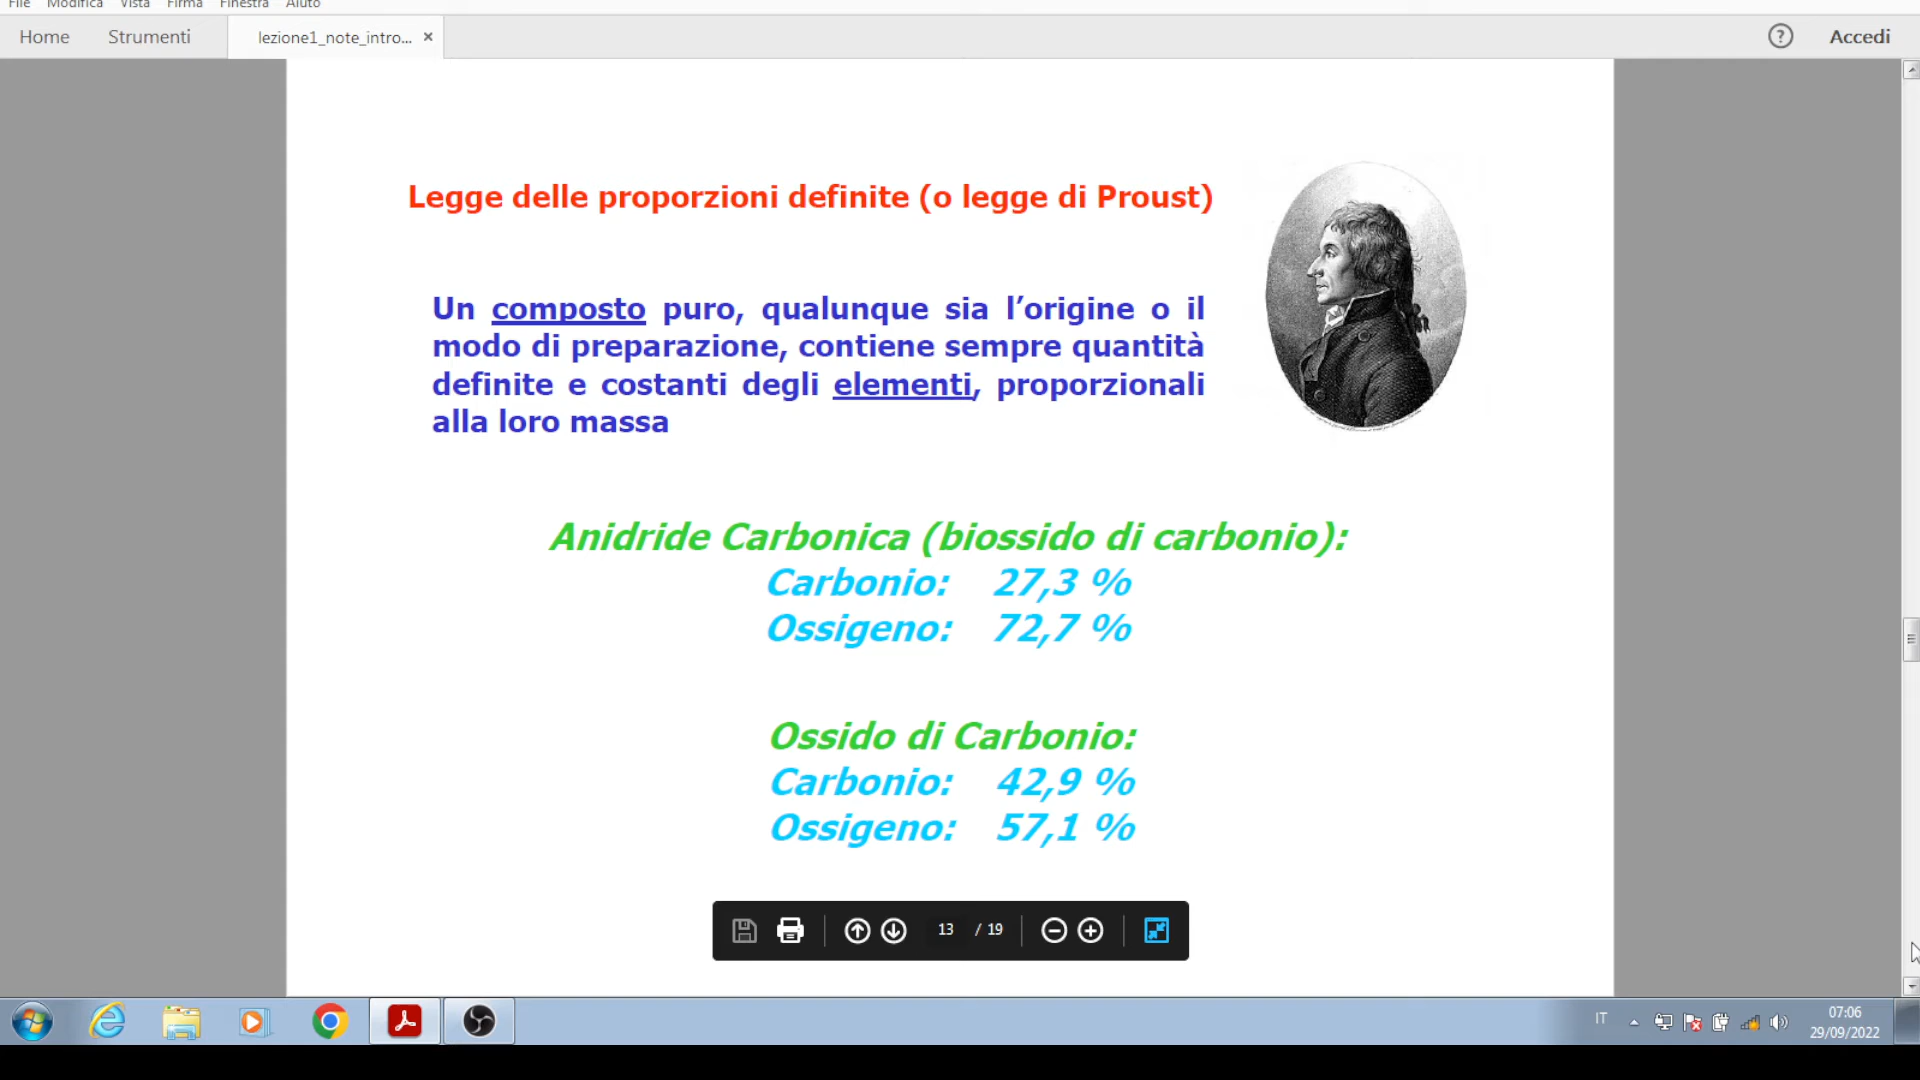 File Modifica Vista Firma Finestra Aiuto
Home Strumenti lezione1_note_intro... × ? Accedi
Legge delle proporzioni definite (o legge di Proust)
Un composto puro, qualunque sia l’origine o il
modo di preparazione, contiene sempre quantità
definite e costanti degli elementi, proporzionali
alla loro massa
Anidride Carbonica (biossido di carbonio):
Carbonio: 27,3 %
Ossigeno: 72,7 %
Ossido di Carbonio:
Carbonio: 42,9 %
Ossigeno: 57,1 %
13 / 19
IT
07:06
29/09/2022